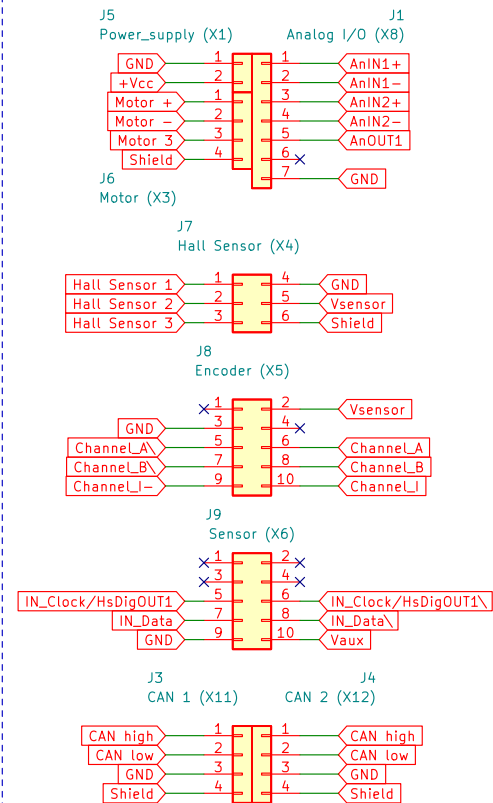 J5
Power_supply (X1)
J1
Analog I/O (X8)
GND 1 1 AnIN1+
+Vcc 2 2 AnIN1-
Motor + 1 3 AnIN2+
Motor - 2 4 AnIN2-
Motor 3 3 5 AnOUT1
Shield 4 6
7 GND
J6
Motor (X3)
J7
Hall Sensor (X4)
Hall Sensor 1 1 4 GND
Hall Sensor 2 2 5 Vsensor
Hall Sensor 3 3 6 Shield
J8
Encoder (X5)
1 2 Vsensor
GND 3 4
Channel_A\ 5 6 Channel_A
Channel_B\ 7 8 Channel_B
Channel_I- 9 10 Channel_I
J9
Sensor (X6)
1 2
3 4
IN_Clock/HsDigOUT1 5 6 IN_Clock/HsDigOUT1\
IN_Data 7 8 IN_Data\
GND 9 10 Vaux
J3
CAN 1 (X11)
J4
CAN 2 (X12)
CAN high 1 1 CAN high
CAN low 2 2 CAN low
GND 3 3 GND
Shield 4 4 Shield